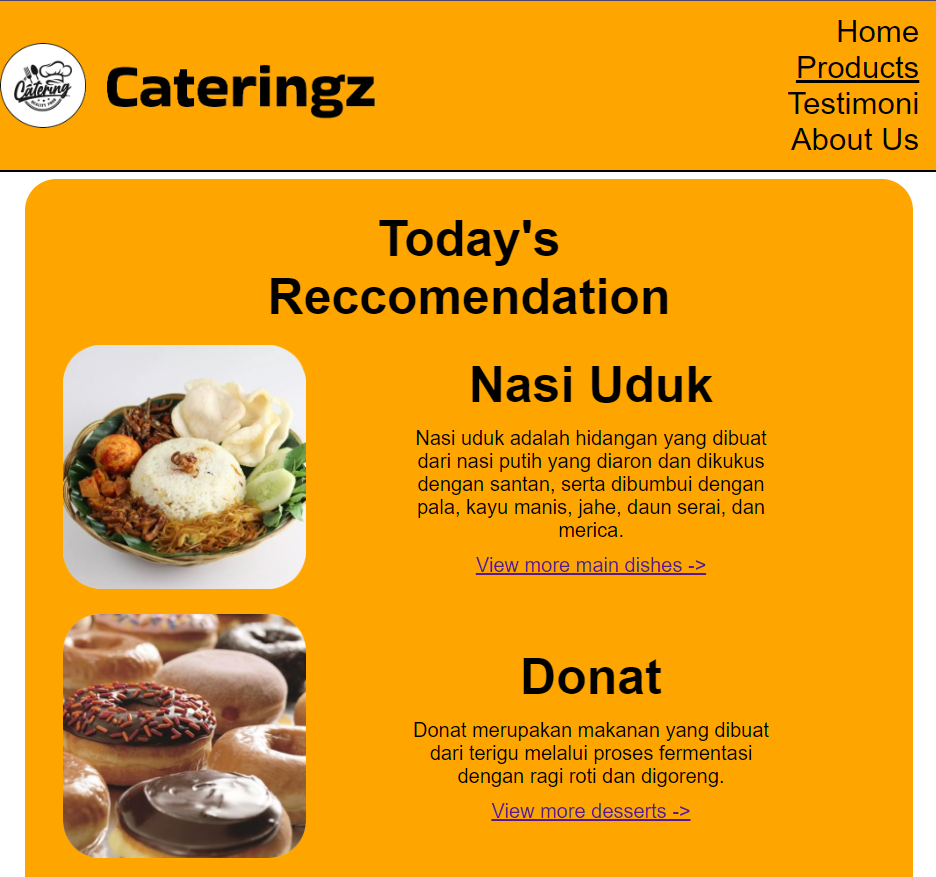 Catering
Cateringz
Home
Products
Testimoni
About Us
Today's
Reccomendation
Nasi Uduk
Nasi uduk adalah hidangan yang dibuat
dari nasi putih yang diaron dan dikukus
dengan santan, serta dibumbui dengan
pala, kayu manis, jahe, daun serai, dan
merica.
View more main dishes ->
Donat
Donat merupakan makanan yang dibuat
dari terigu melalui proses fermentasi
dengan ragi roti dan digoreng.
View more desserts ->